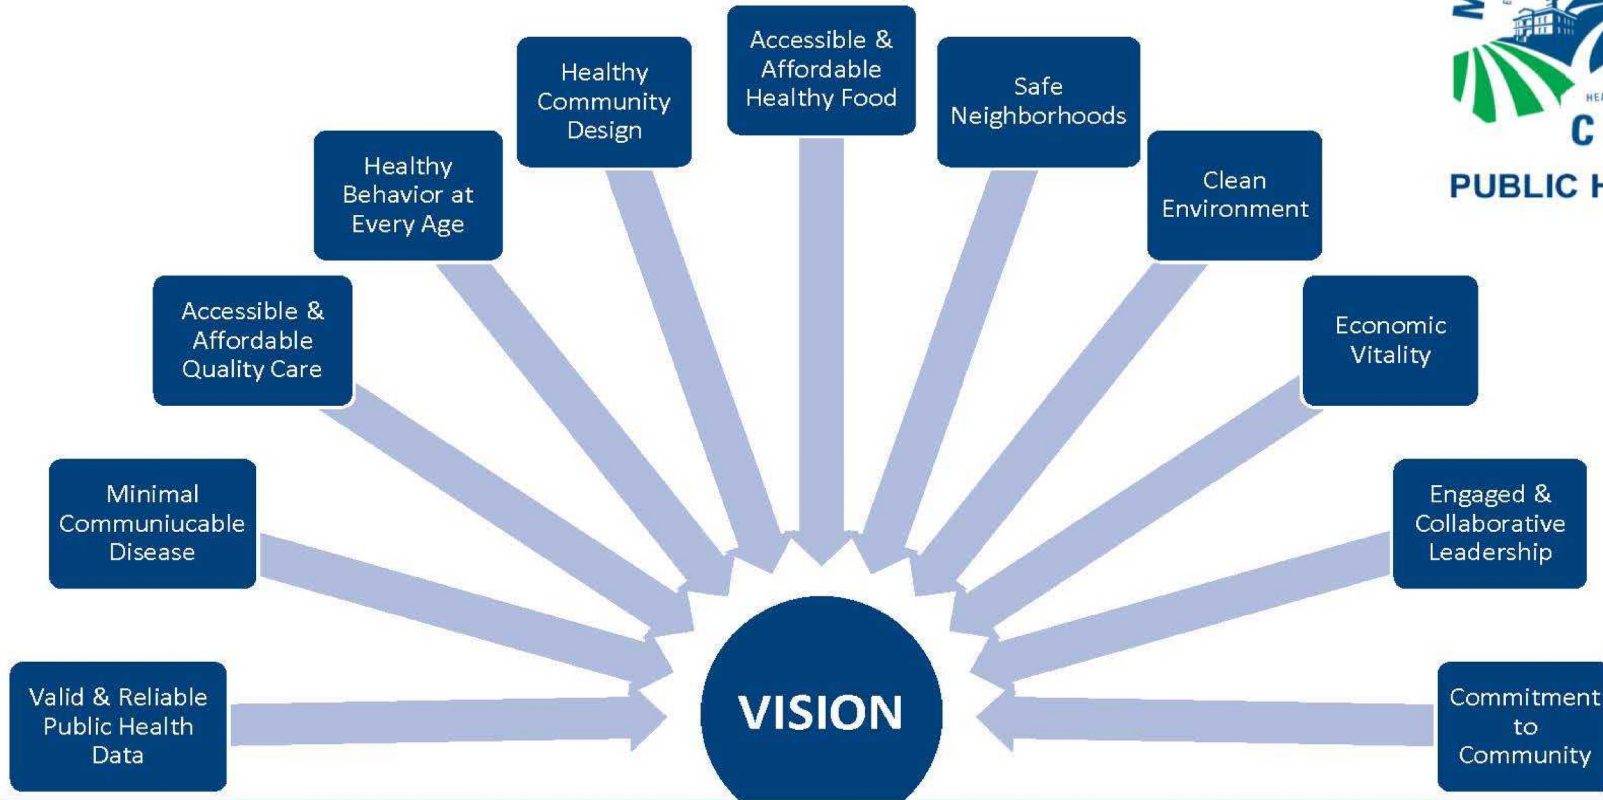 Accessible &
Affordable
Healthy Food
Healthy
Community
Design
Safe
Neighborhoods
Healthy
Behavior at
Every Age
Clean
Environment
Accessible &
Affordable
Quality Care
Economic
Vitality
Minimal
Communiucable
Disease
Engaged &
Collaborative
Leadership
Valid & Reliable
Public Health
Data
VISION
Commitment
to
Community
M
HEA
C
PUBLIC H